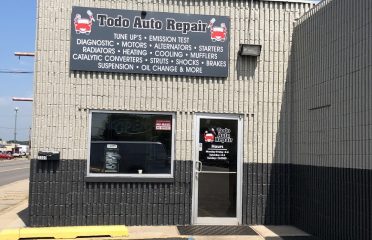 Todo Auto Repair
TUNE UP'S • EMISSION TEST
DIAGNOSTIC • MOTORS • ALTERNATORS • STARTERS
RADIATORS • HEATING • COOLING • MUFFLERS
CATALYTIC CONVERTERS • STRUTS • SHOCKS • BRAKES
SUSPENSION • OIL CHANGE & MORE
Todo
Auto
Repair
Hours